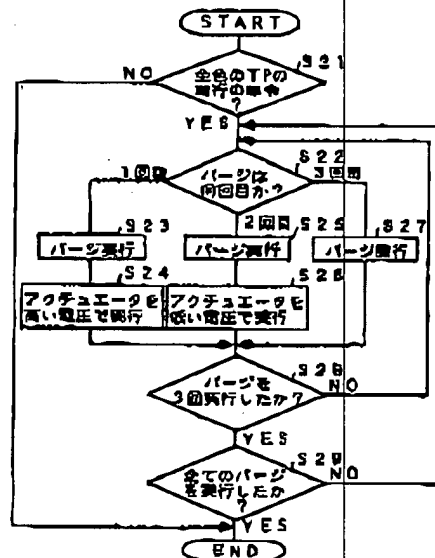 START
S21
NO
全色のTPの
実行の命令
?
YES
S22
パージは
何回目か?
1回目
3回目
S23
2回目
S25
S27
パージ実行
パージ実行
パージ実行
S24
S26
アクチュエータを
高い電圧で実行
アクチュエータを
低い電圧で実行
S28
パージを
3回実行したか?
NO
YES
S29
全てのパージ
を実行したか
?
NO
YES
END